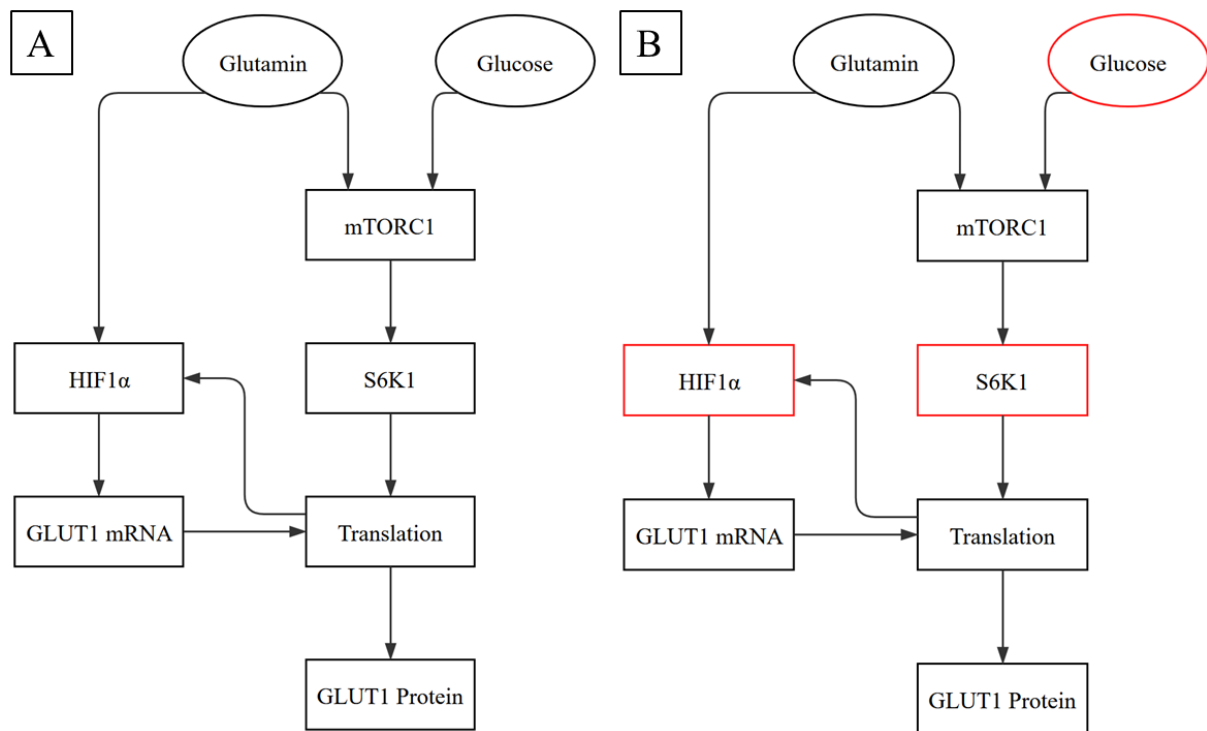 A
Glutamin
Glucose
mTORC1
HIF1α
S6K1
GLUT1 mRNA
Translation
GLUT1 Protein
B
Glutamin
Glucose
mTORC1
HIF1α
S6K1
GLUT1 mRNA
Translation
GLUT1 Protein